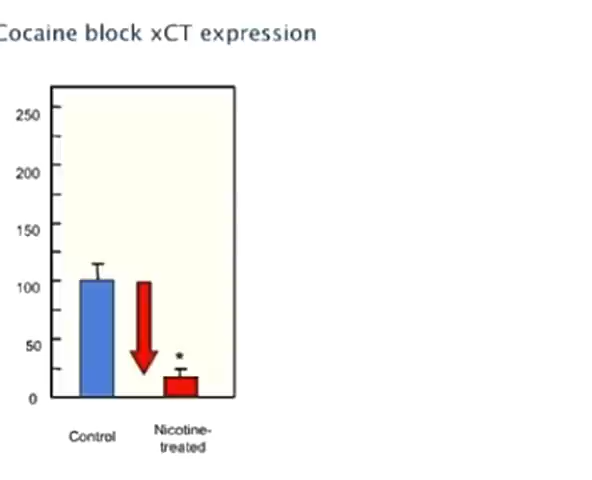 Cocaine block xCT expression
250
200
150
100
50
0
*
Control
Nicotine-
treated